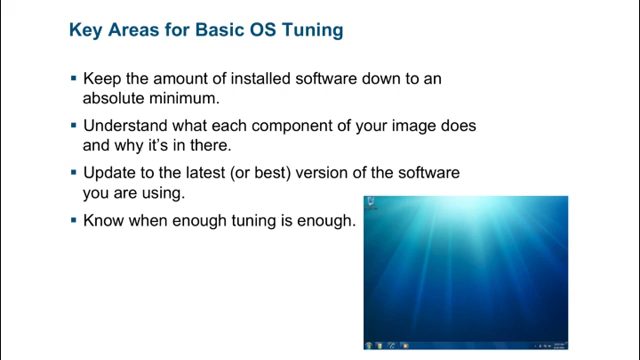 Key Areas for Basic OS Tuning
▪ Keep the amount of installed software down to an
absolute minimum.
▪ Understand what each component of your image does
and why it's in there.
▪ Update to the latest (or best) version of the software
you are using.
▪ Know when enough tuning is enough.